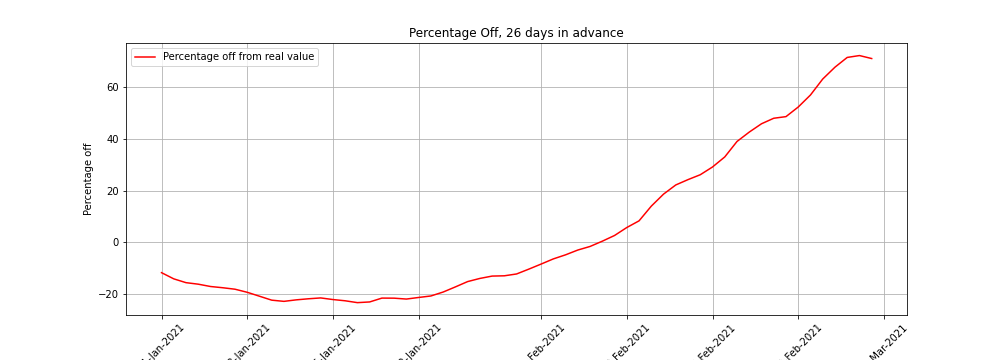 Percentage Off, 26 days in advance
Percentage off from real value
Percentage off
60
40
20
0
−20
-Jan-2021
-Jan-2021
-Jan-2021
-Jan-2021
Feb-2021
-Feb-2021
-Feb-2021
-Feb-2021
Mar-2021